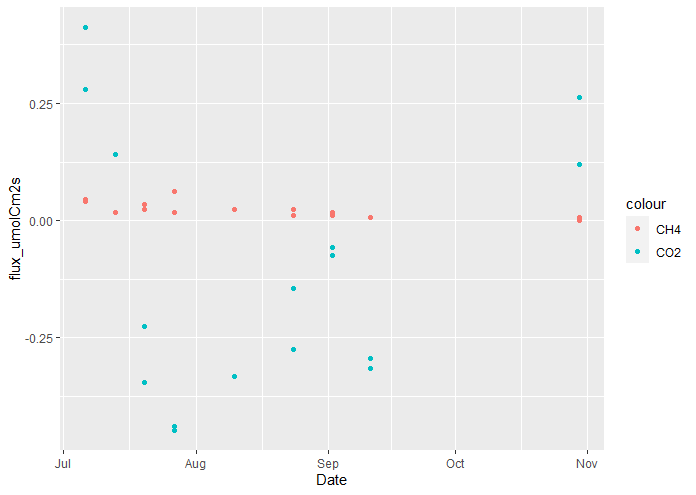 flux_umolCm2s
0.25
0.00
-0.25
Jul
Aug
Sep
Oct
Nov
Date
colour
CH4
CO2